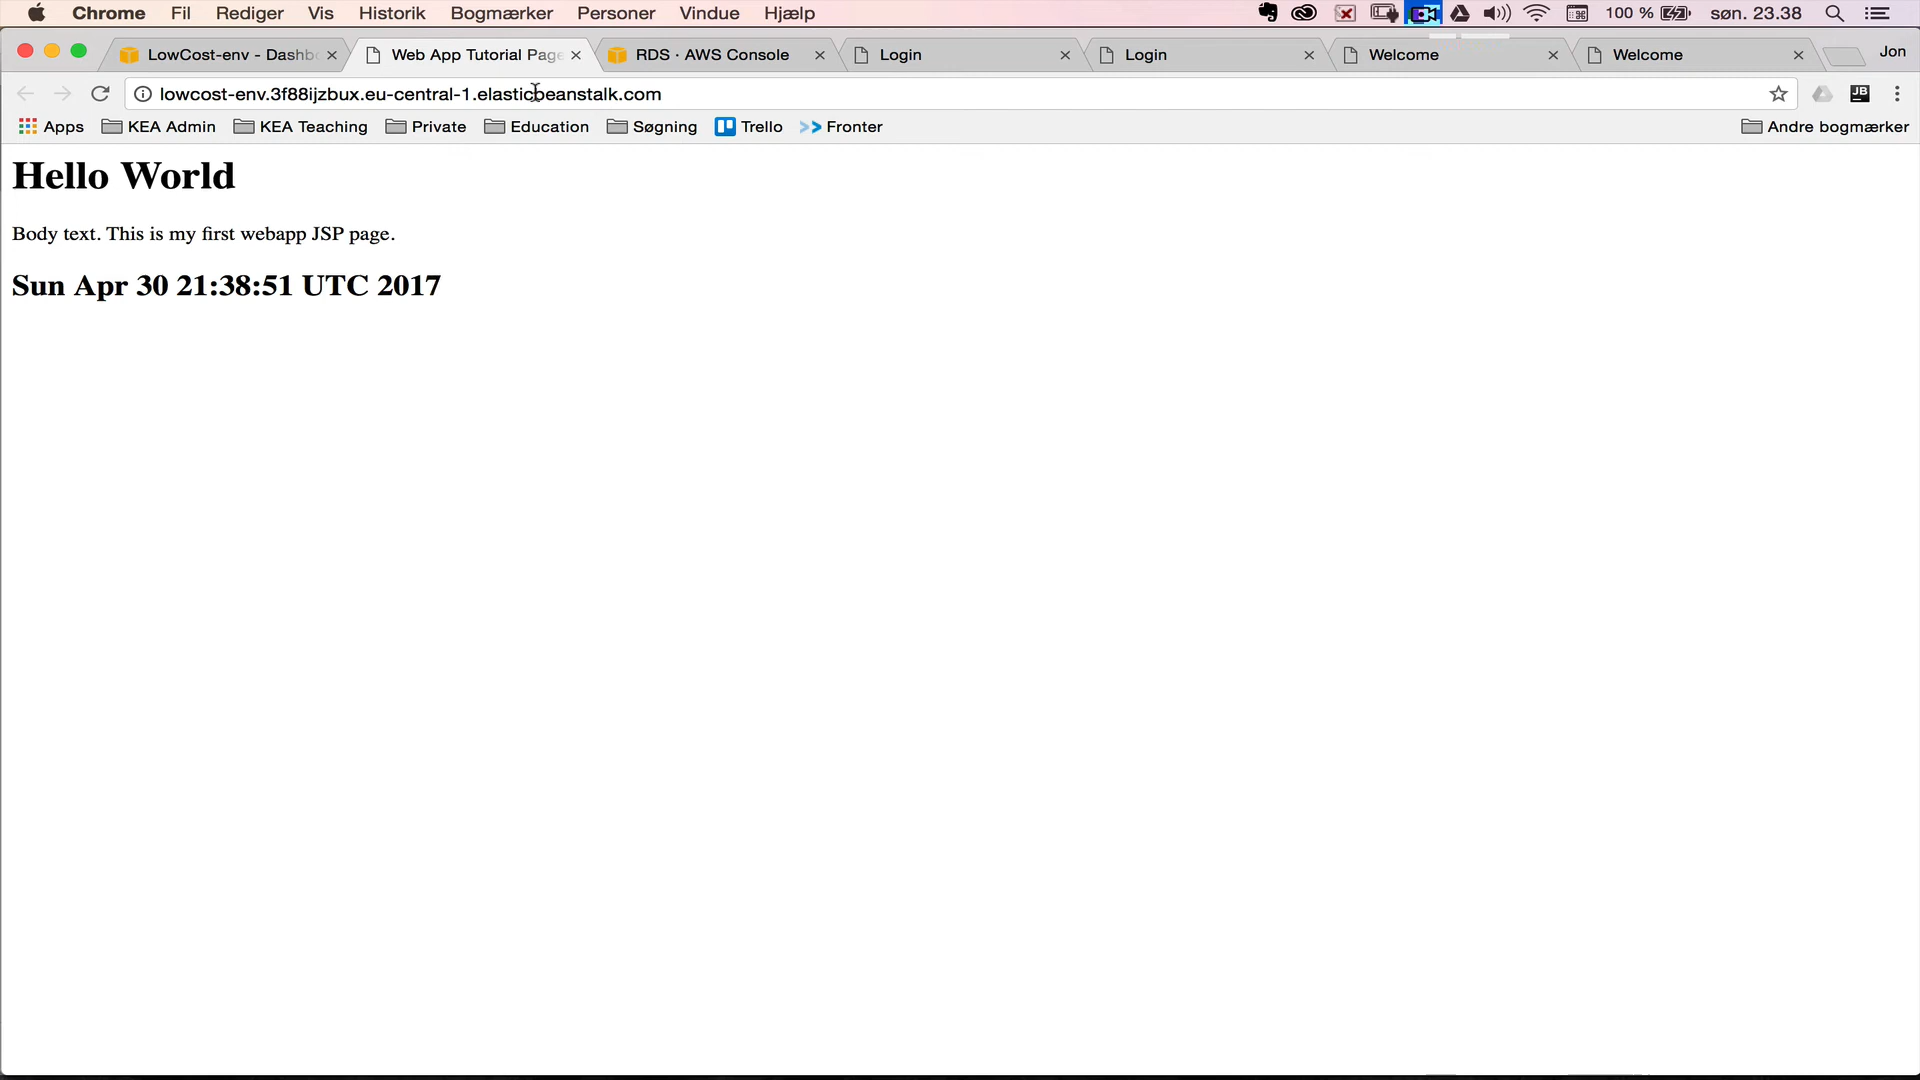 Chrome Fil Rediger Vis Historik Bogmærker Personer Vindue Hjælp 100 % søn. 23.38
LowCost-env - Dashb Web App Tutorial Page RDS · AWS Console Login Login Welcome Welcome Jon
lowcost-env.3f88ijzbux.eu-central-1.elasticbeanstalk.com JB
Apps KEA Admin KEA Teaching Private Education Søgning Trello Fronter Andre bogmærker
Hello World
Body text. This is my first webapp JSP page.
Sun Apr 30 21:38:51 UTC 2017